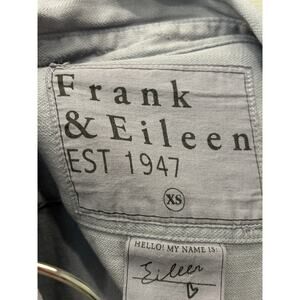 Frank
& Eileen
EST 1947
XS
HELLO! MY NAME IS:
Eileen